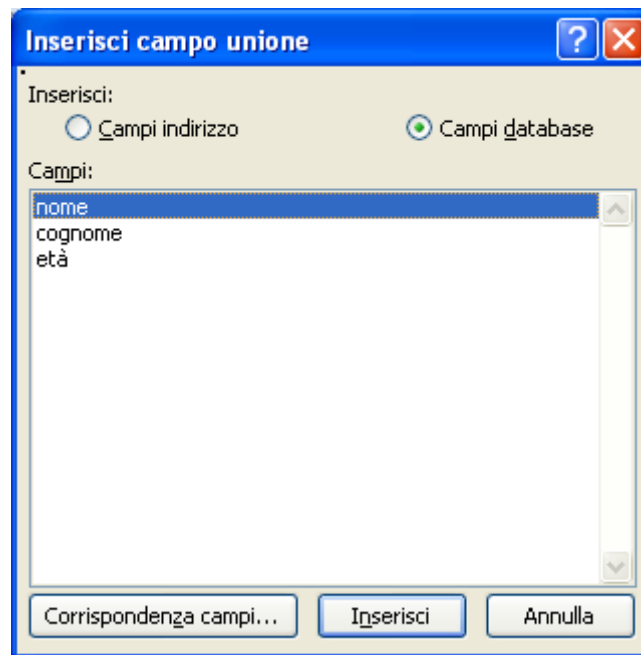 Inserisci campo unione
Inserisci:
Campi indirizzo Campi database
Campi:
nome
cognome
età
Corrispondenza campi... Inserisci Annulla